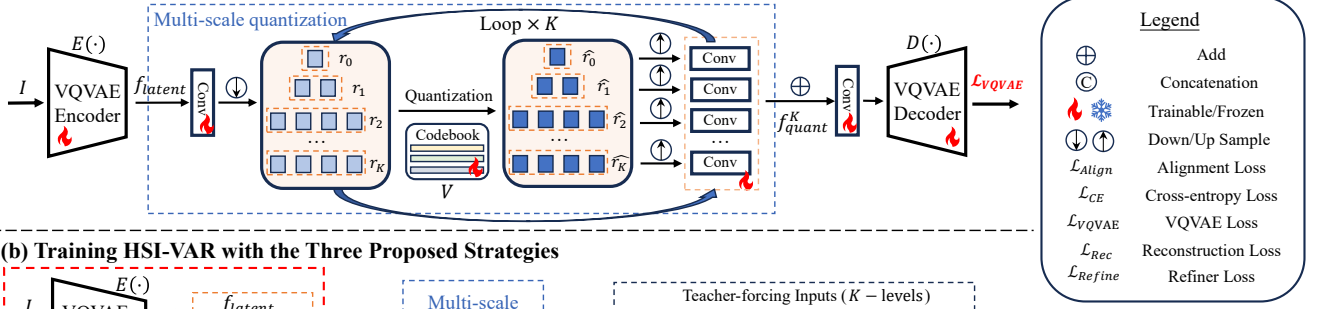 Multi-scale quantization
Loop × K
E(·)
D(·)
I
VQVAE
Encoder
f_latent
Conv
r_0
r_1
r_2
...
r_K
Quantization
Codebook
V
r̂_0
r̂_1
r̂_2
...
r̂_K
Conv
Conv
Conv
...
Conv
f^K_quant
Conv
VQVAE
Decoder
ℒ_VQVAE
Legend
Add
© Concatenation
Trainable/Frozen
Down/Up Sample
ℒ_Align Alignment Loss
ℒ_CE Cross-entropy Loss
ℒ_VQVAE VQVAE Loss
ℒ_Rec Reconstruction Loss
ℒ_Refine Refiner Loss
(b) Training HSI-VAR with the Three Proposed Strategies
E(·)
I
VQVAE
f_latent
Multi-scale
Teacher-forcing Inputs (K − levels)